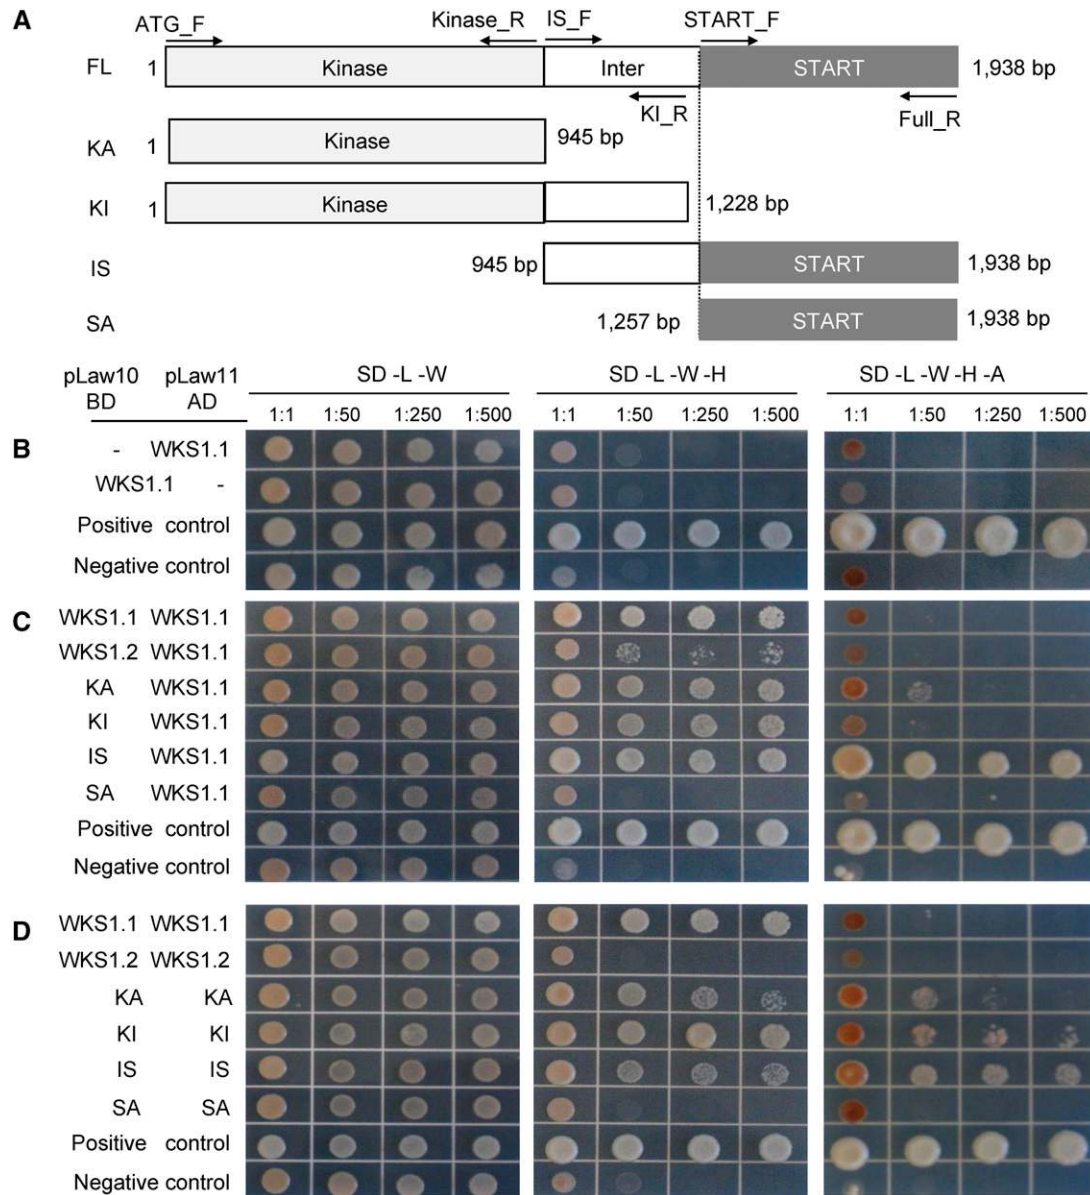 A
ATG_F Kinase_R IS_F START_F
FL 1 Kinase Inter START 1,938 bp
KI_R Full_R
KA 1 Kinase 945 bp
KI 1 Kinase 1,228 bp
IS 945 bp START 1,938 bp
SA 1,257 bp START 1,938 bp
pLaw10 pLaw11 SD -L -W SD -L -W -H SD -L -W -H -A
BD AD
1:1 1:50 1:250 1:500 1:1 1:50 1:250 1:500 1:1 1:50 1:250 1:500
B - WKS1.1
WKS1.1 -
Positive control
Negative control
C WKS1.1 WKS1.1
WKS1.2 WKS1.1
KA WKS1.1
KI WKS1.1
IS WKS1.1
SA WKS1.1
Positive control
Negative control
D WKS1.1 WKS1.1
WKS1.2 WKS1.2
KA KA
KI KI
IS IS
SA SA
Positive control
Negative control